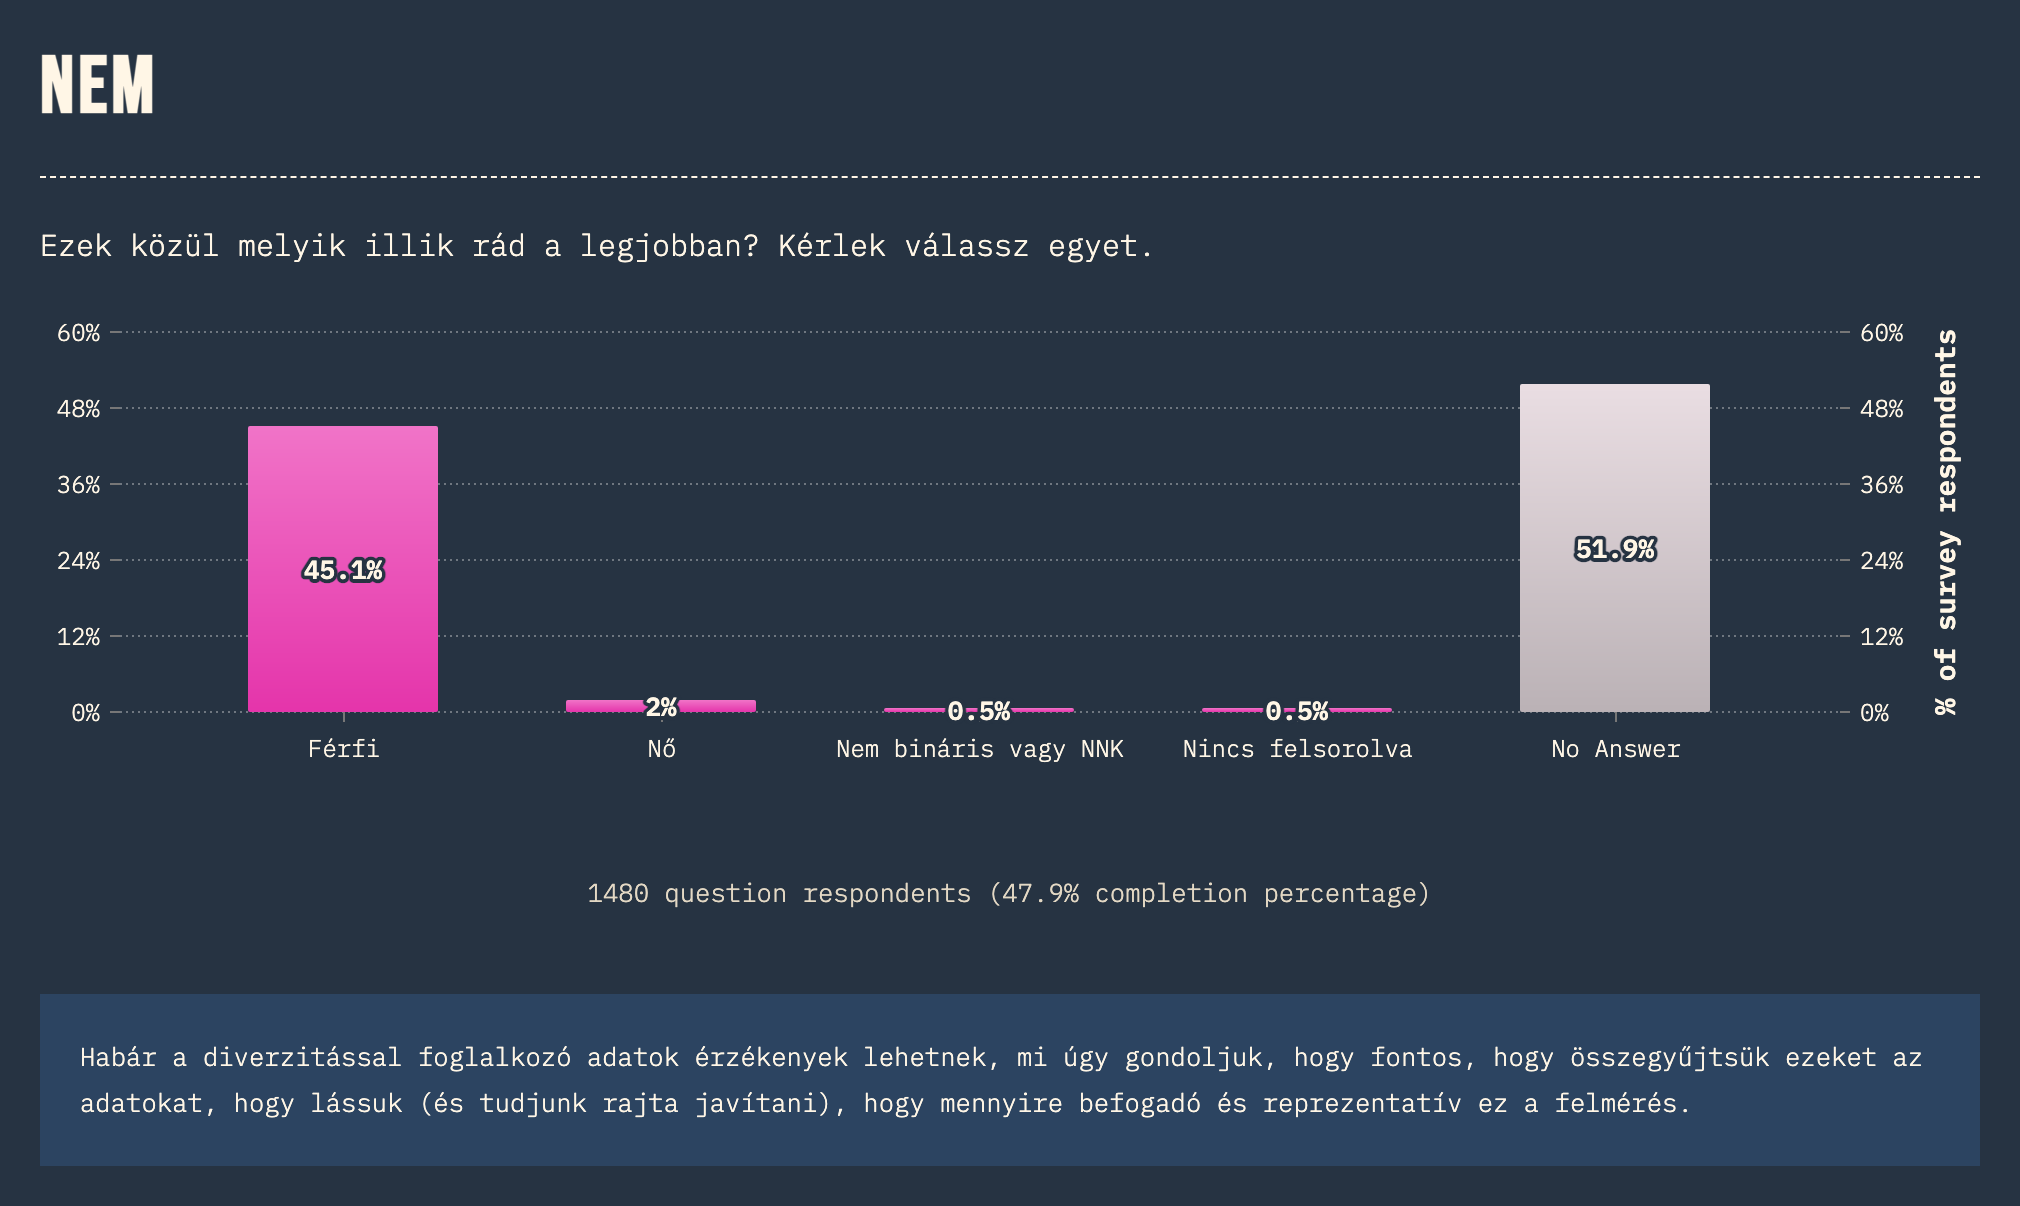 NEM
Ezek közül melyik illik rád a legjobban? Kérlek válassz egyet.
60%
48%
36%
24%
12%
0%
45.1%
2%
0.5%
0.5%
51.9%
Férfi
Nő
Nem bináris vagy NNK
Nincs felsorolva
No Answer
60%
48%
36%
24%
12%
0%
% of survey respondents
1480 question respondents (47.9% completion percentage)
Habár a diverzitással foglalkozó adatok érzékenyek lehetnek, mi úgy gondoljuk, hogy fontos, hogy összegyűjtsük ezeket az
adatokat, hogy lássuk (és tudjunk rajta javítani), hogy mennyire befogadó és reprezentatív ez a felmérés.